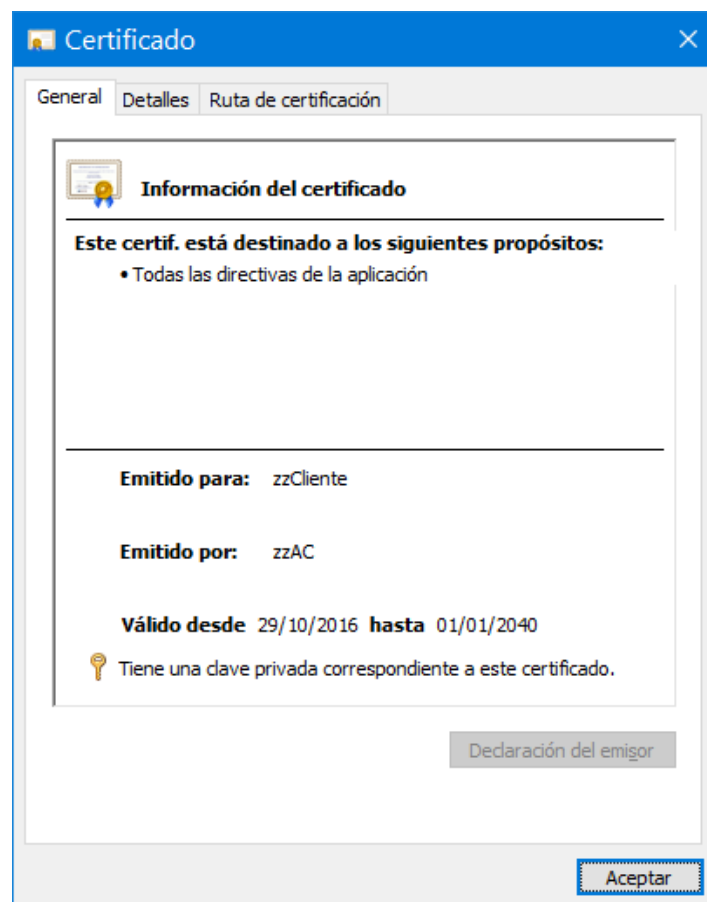 Certificado
General Detalles Ruta de certificación
Información del certificado
Este certif. está destinado a los siguientes propósitos:
• Todas las directivas de la aplicación
Emitido para: zzCliente
Emitido por: zzAC
Válido desde 29/10/2016 hasta 01/01/2040
Tiene una clave privada correspondiente a este certificado.
Declaración del emisor
Aceptar